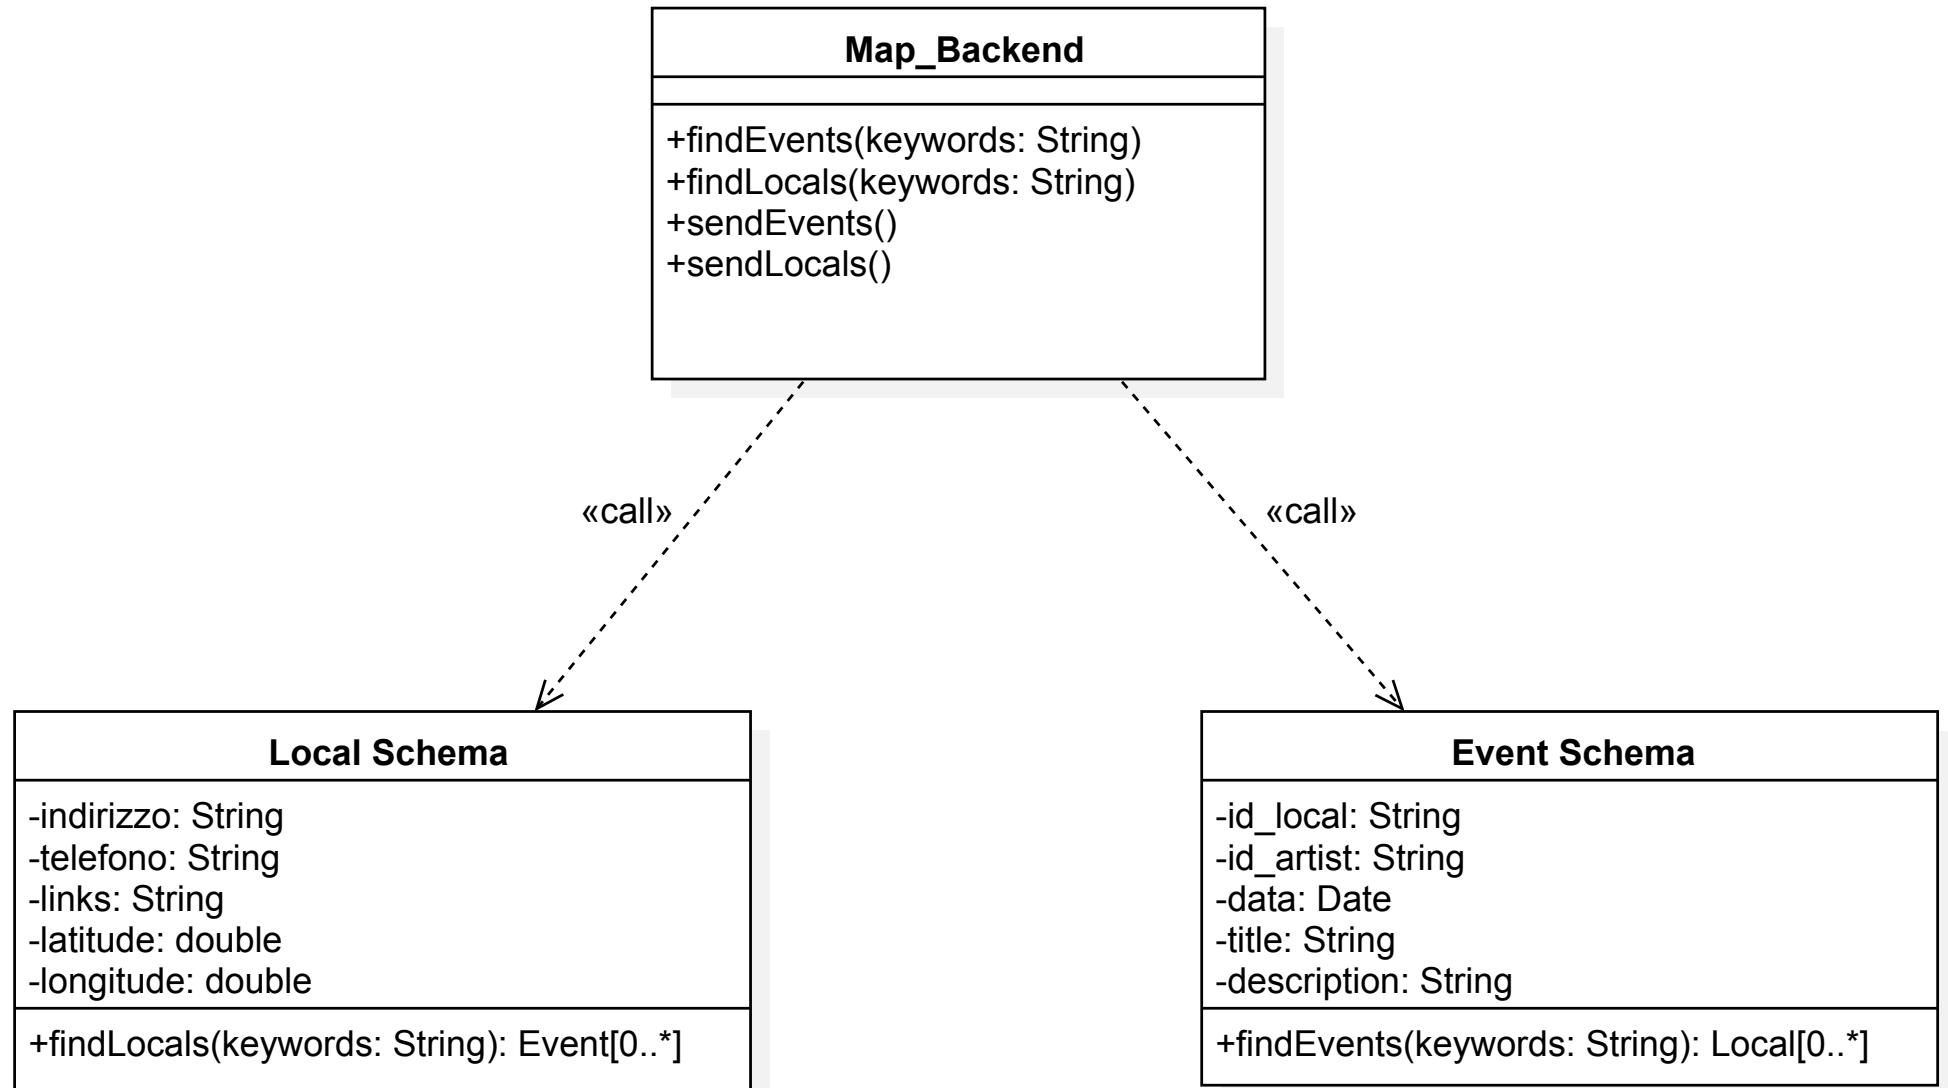 Map_Backend
+findEvents(keywords: String)
+findLocals(keywords: String)
+sendEvents()
+sendLocals()
«call»
«call»
Local Schema
-indirizzo: String
-telefono: String
-links: String
-latitude: double
-longitude: double
+findLocals(keywords: String): Event[0..*]
Event Schema
-id_local: String
-id_artist: String
-data: Date
-title: String
-description: String
+findEvents(keywords: String): Local[0..*]